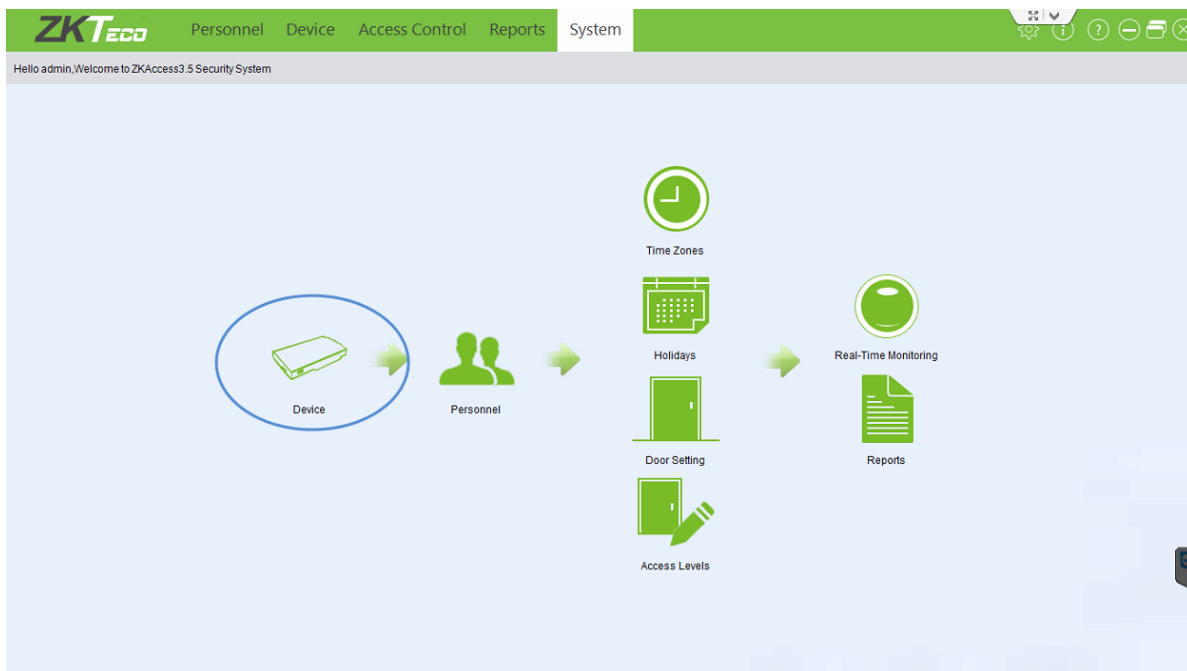 ZKTECO Personnel Device Access Control Reports System
Hello admin,Welcome to ZKAccess3.5 Security System
Time Zones
Holidays
Real-Time Monitoring
Device
Personnel
Door Setting
Reports
Access Levels